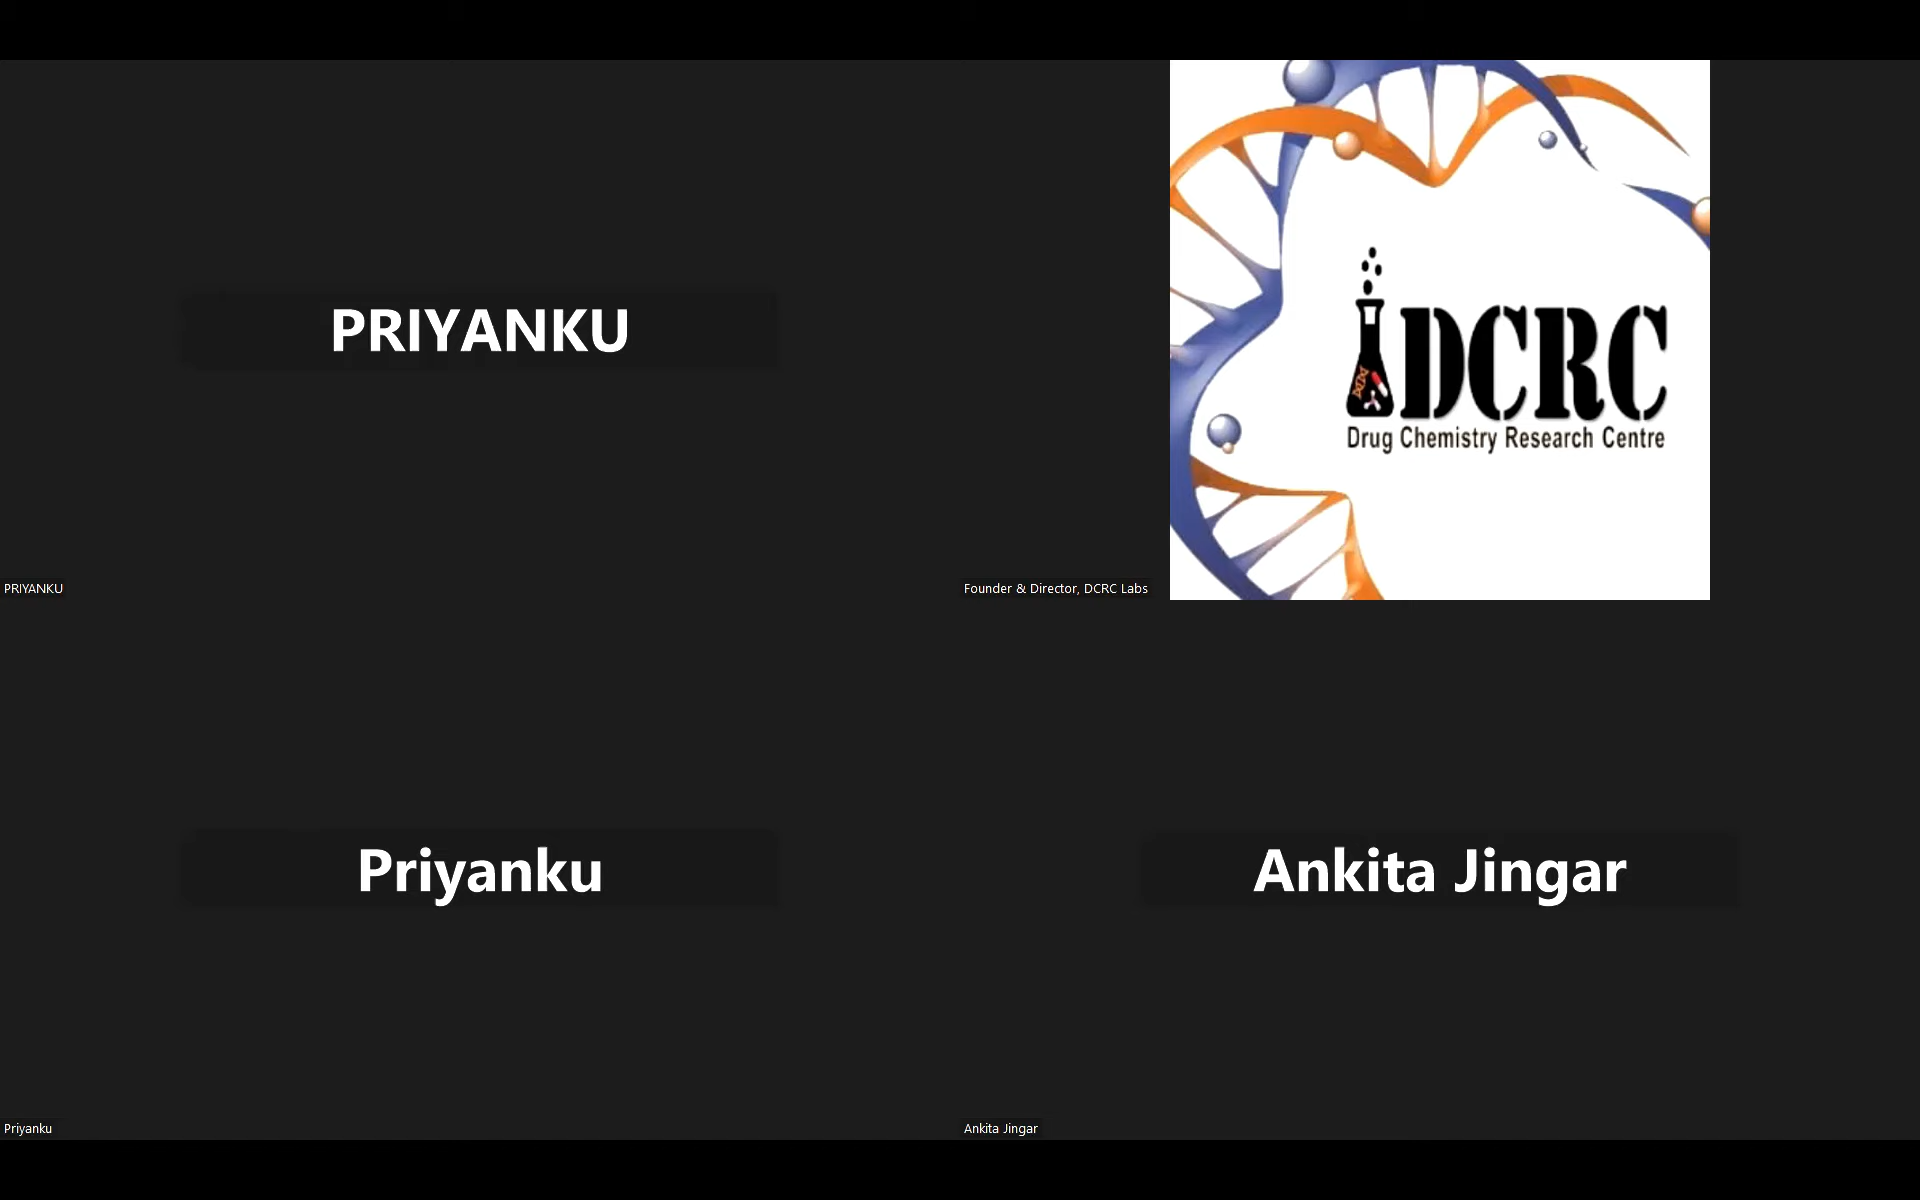 PRIYANKU
DCRC
Drug Chemistry Research Centre
PRIYANKU
Founder & Director, DCRC Labs
Priyanku
Ankita Jingar
Priyanku
Ankita Jingar